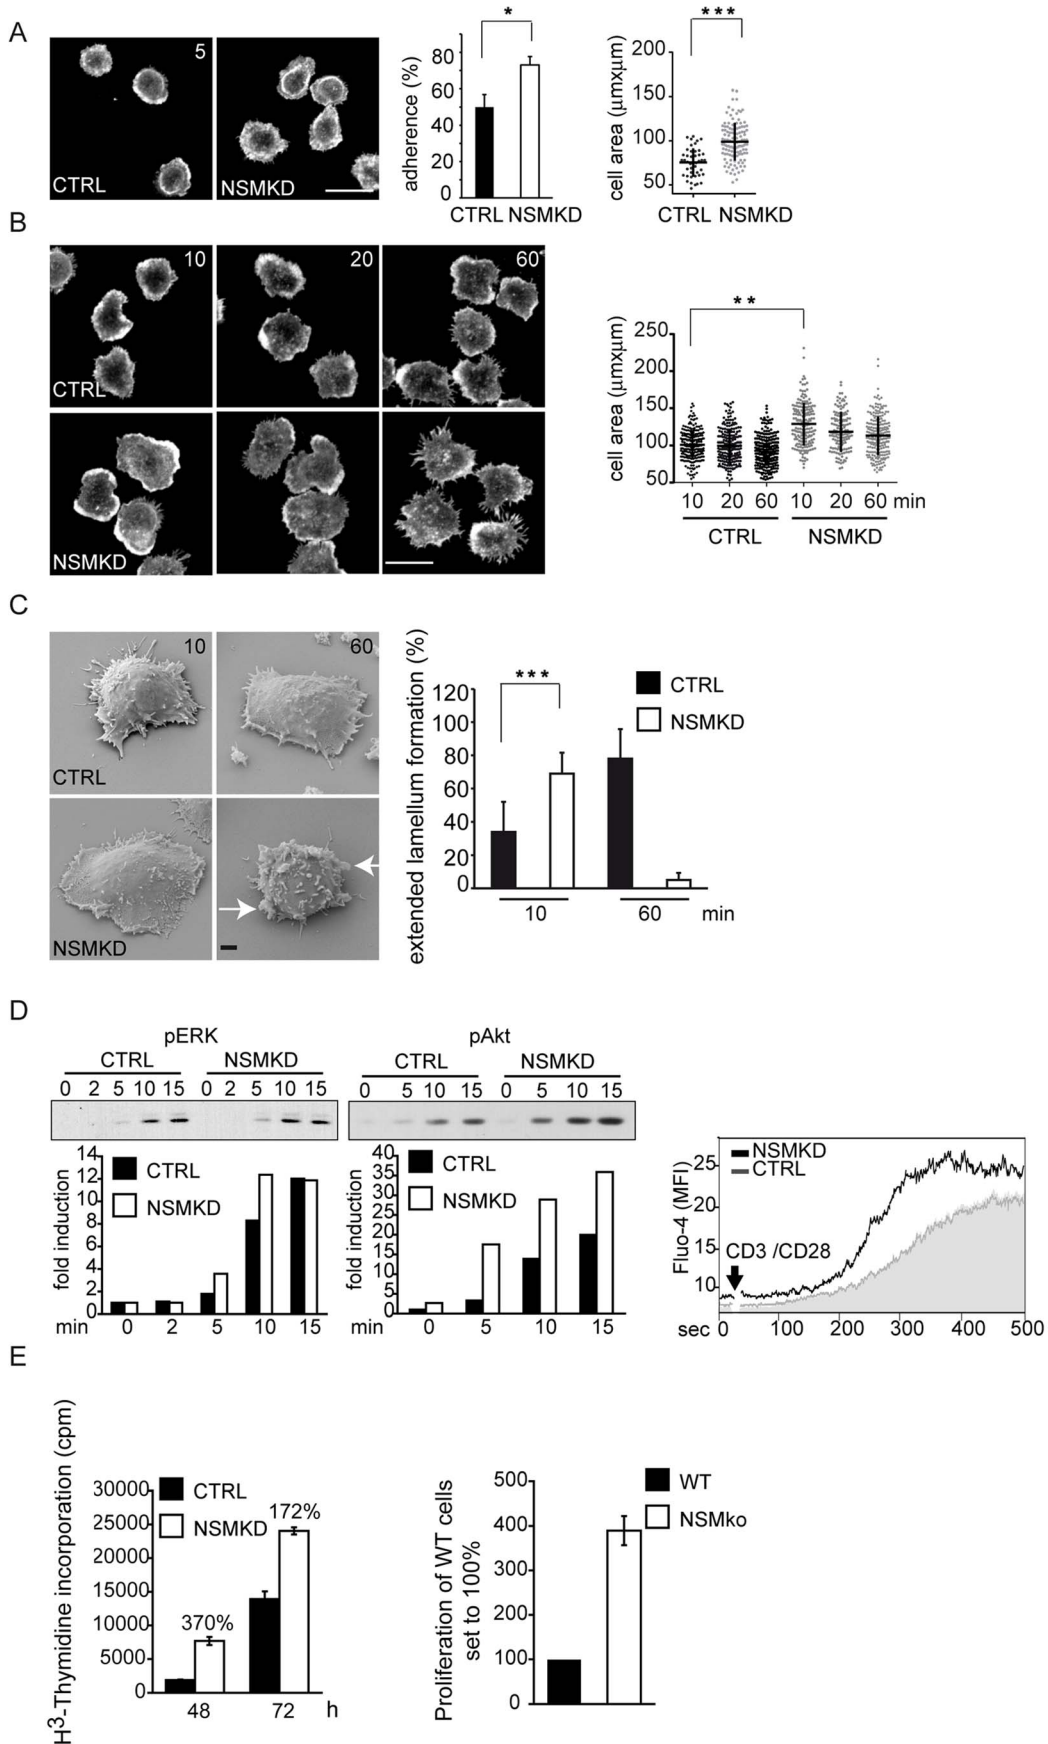 A
5
CTRL
NSMKD
*
adherence (%)
80
60
40
20
0
CTRL NSMKD
***
cell area (µmxµm)
200
150
100
50
CTRL NSMKD
B
10
20
60
CTRL
NSMKD
**
cell area (µmxµm)
250
200
150
100
50
10 20 60 10 20 60 min
CTRL NSMKD
C
10
60
CTRL
NSMKD
extended lamellum formation (%)
***
CTRL
NSMKD
120
100
80
60
40
20
0
10 60 min
D
pERK
CTRL NSMKD
0 2 5 10 15 0 2 5 10 15
14
12
10
8
6
4
2
0
fold induction
CTRL
NSMKD
min 0 2 5 10 15
pAkt
CTRL NSMKD
0 5 10 15 0 5 10 15
40
35
30
25
20
15
10
5
0
fold induction
CTRL
NSMKD
min 0 5 10 15
Fluo-4 (MFI)
NSMKD
CTRL
25
20
15
10
CD3 /CD28
sec 0 100 200 300 400 500
E
H3-Thymidine incorporation (cpm)
30000
25000
20000
15000
10000
5000
0
CTRL
NSMKD
172%
370%
48 72 h
Proliferation of WT cells
set to 100%
500
400
300
200
100
0
WT
NSMko